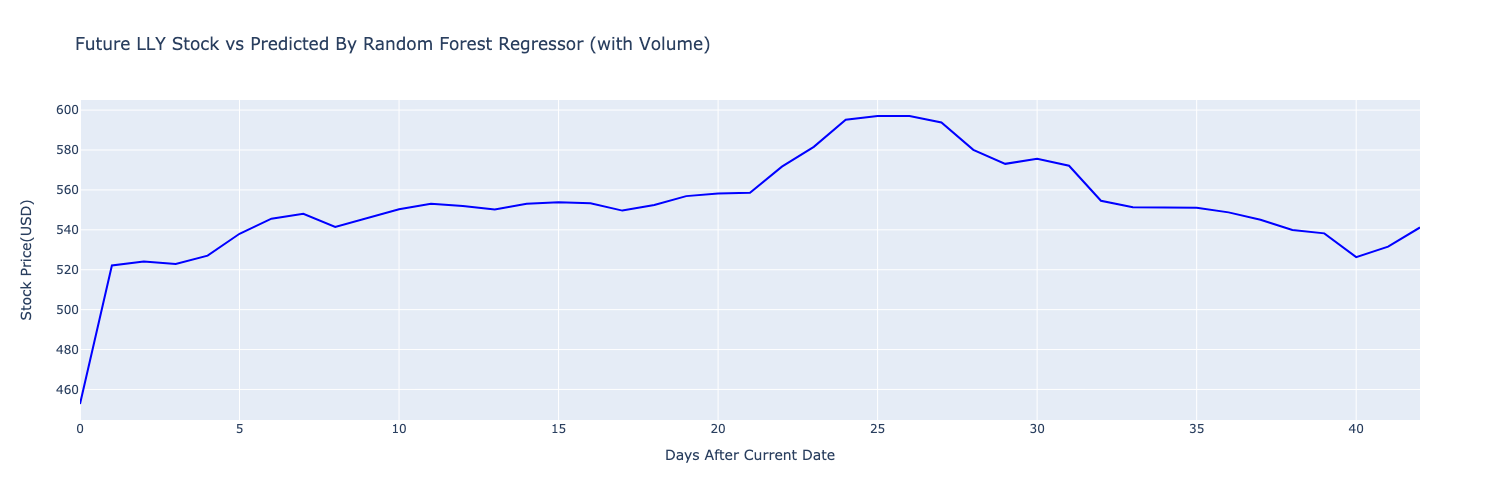 Future LLY Stock vs Predicted By Random Forest Regressor (with Volume)
600
580
560
540
520
500
480
460
Stock Price(USD)
0 5 10 15 20 25 30 35 40
Days After Current Date